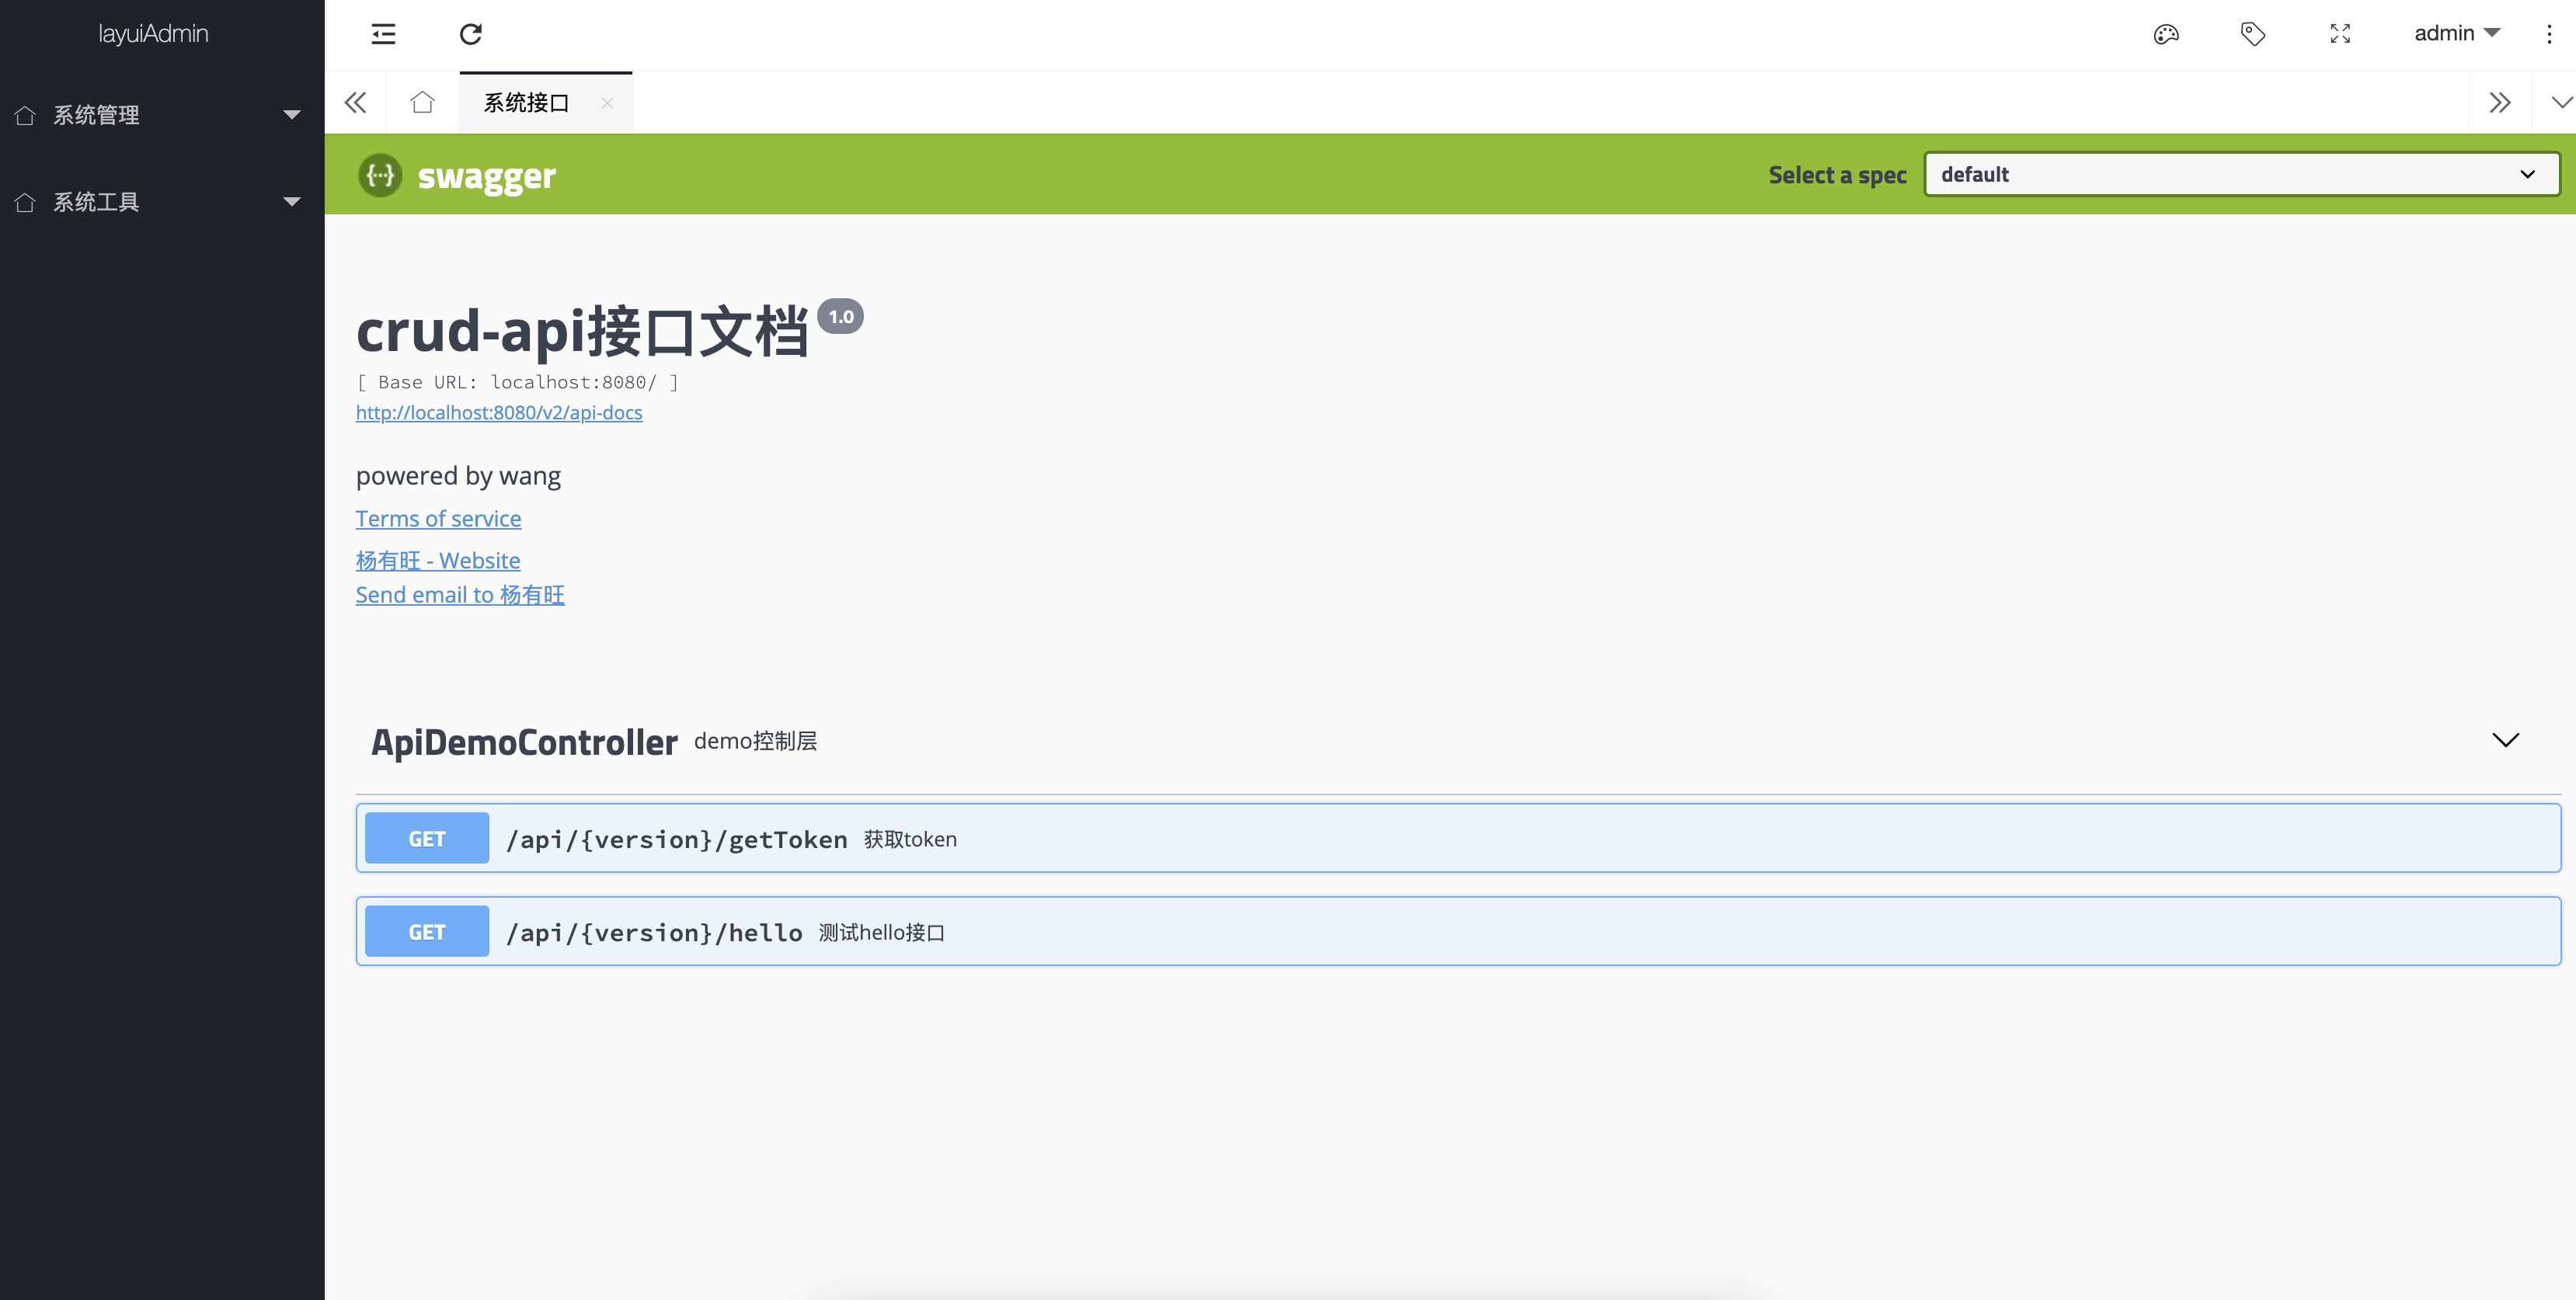 layuiAdmin
admin
系统管理
系统工具
系统接口
{...} swagger
Select a spec
default
crud-api接口文档 1.0
[ Base URL: localhost:8080/ ]
http://localhost:8080/v2/api-docs
powered by wang
Terms of service
杨有旺 - Website
Send email to 杨有旺
ApiDemoController demo控制层
GET /api/{version}/getToken 获取token
GET /api/{version}/hello 测试hello接口